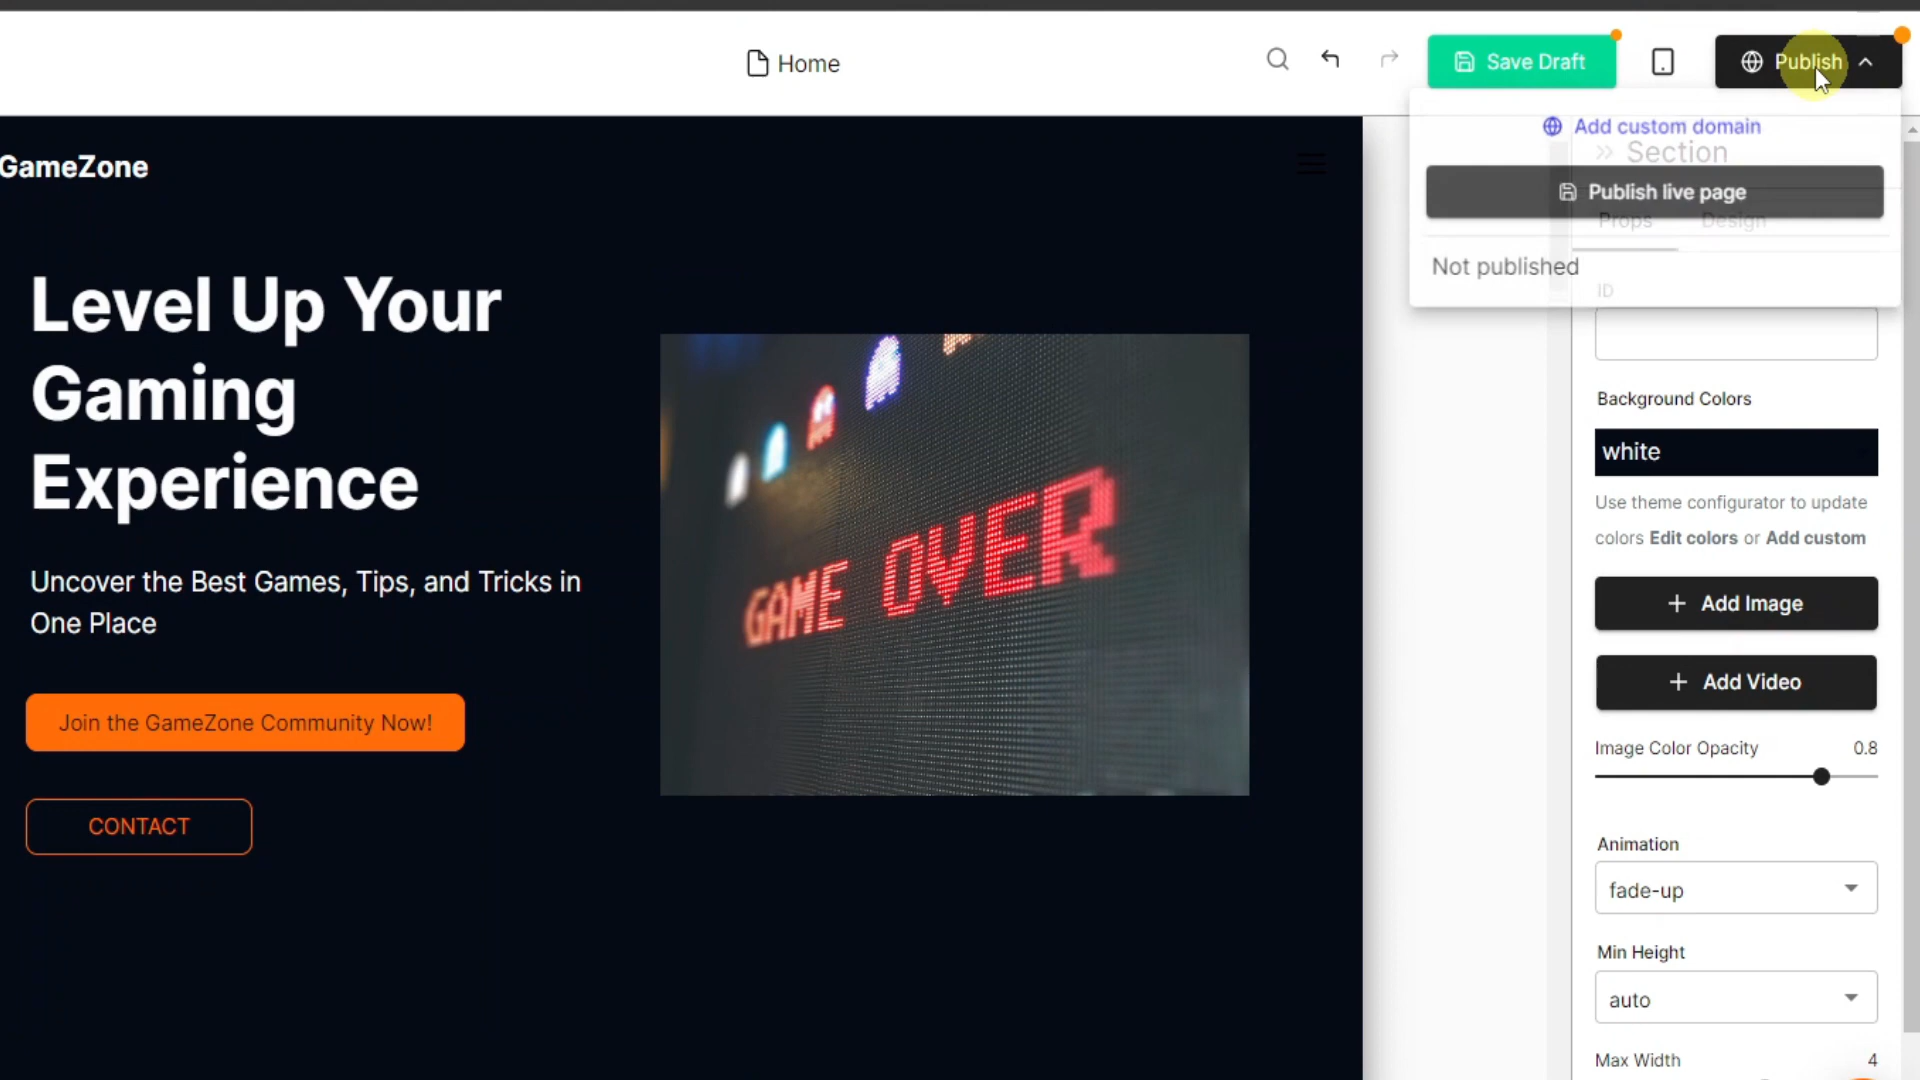 Home
Save Draft
Publish
Add custom domain
Section
Publish live page
Props
Design
Not published
ID
GameZone
Level Up Your
Gaming
Experience
Uncover the Best Games, Tips, and Tricks in
One Place
Join the GameZone Community Now!
CONTACT
GAME OVER
Background Colors
white
Use theme configurator to update
colors Edit colors or Add custom
Add Image
Add Video
Image Color Opacity 0.8
Animation
fade-up
Min Height
auto
Max Width 4